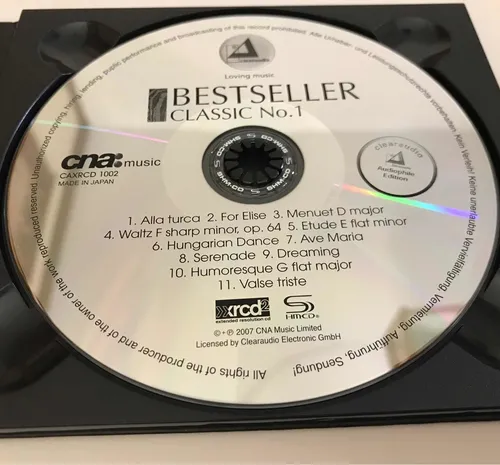 All rights of the producer and of the owner of the work reproduced reserved. Unauthorized copying, hiring, lending, public performance and broadcasting of this record prohibited. Alle Urheber- und Leistungsschutzrechte vorbehalten. Kein Verleih! Keine unerlaubte Vervielfältigung, Vermietung, Aufführung, Sendung!
clearaudio
Loving music
BESTSELLER
CLASSIC No.1
cna:music
CAXRCD 1002
MADE IN JAPAN
clearaudio
Audiophile
Edition
SHM-CD
1. Alla turca 2. For Elise 3. Menuet D major
4. Waltz F sharp minor, op. 64 5. Etude E flat minor
6. Hungarian Dance 7. Ave Maria
8. Serenade 9. Dreaming
10. Humoresque G flat major
11. Valse triste
xrcd2
extended resolution cd
SHM CD
©+℗ 2007 CNA Music Limited
Licensed by Clearaudio Electronic GmbH